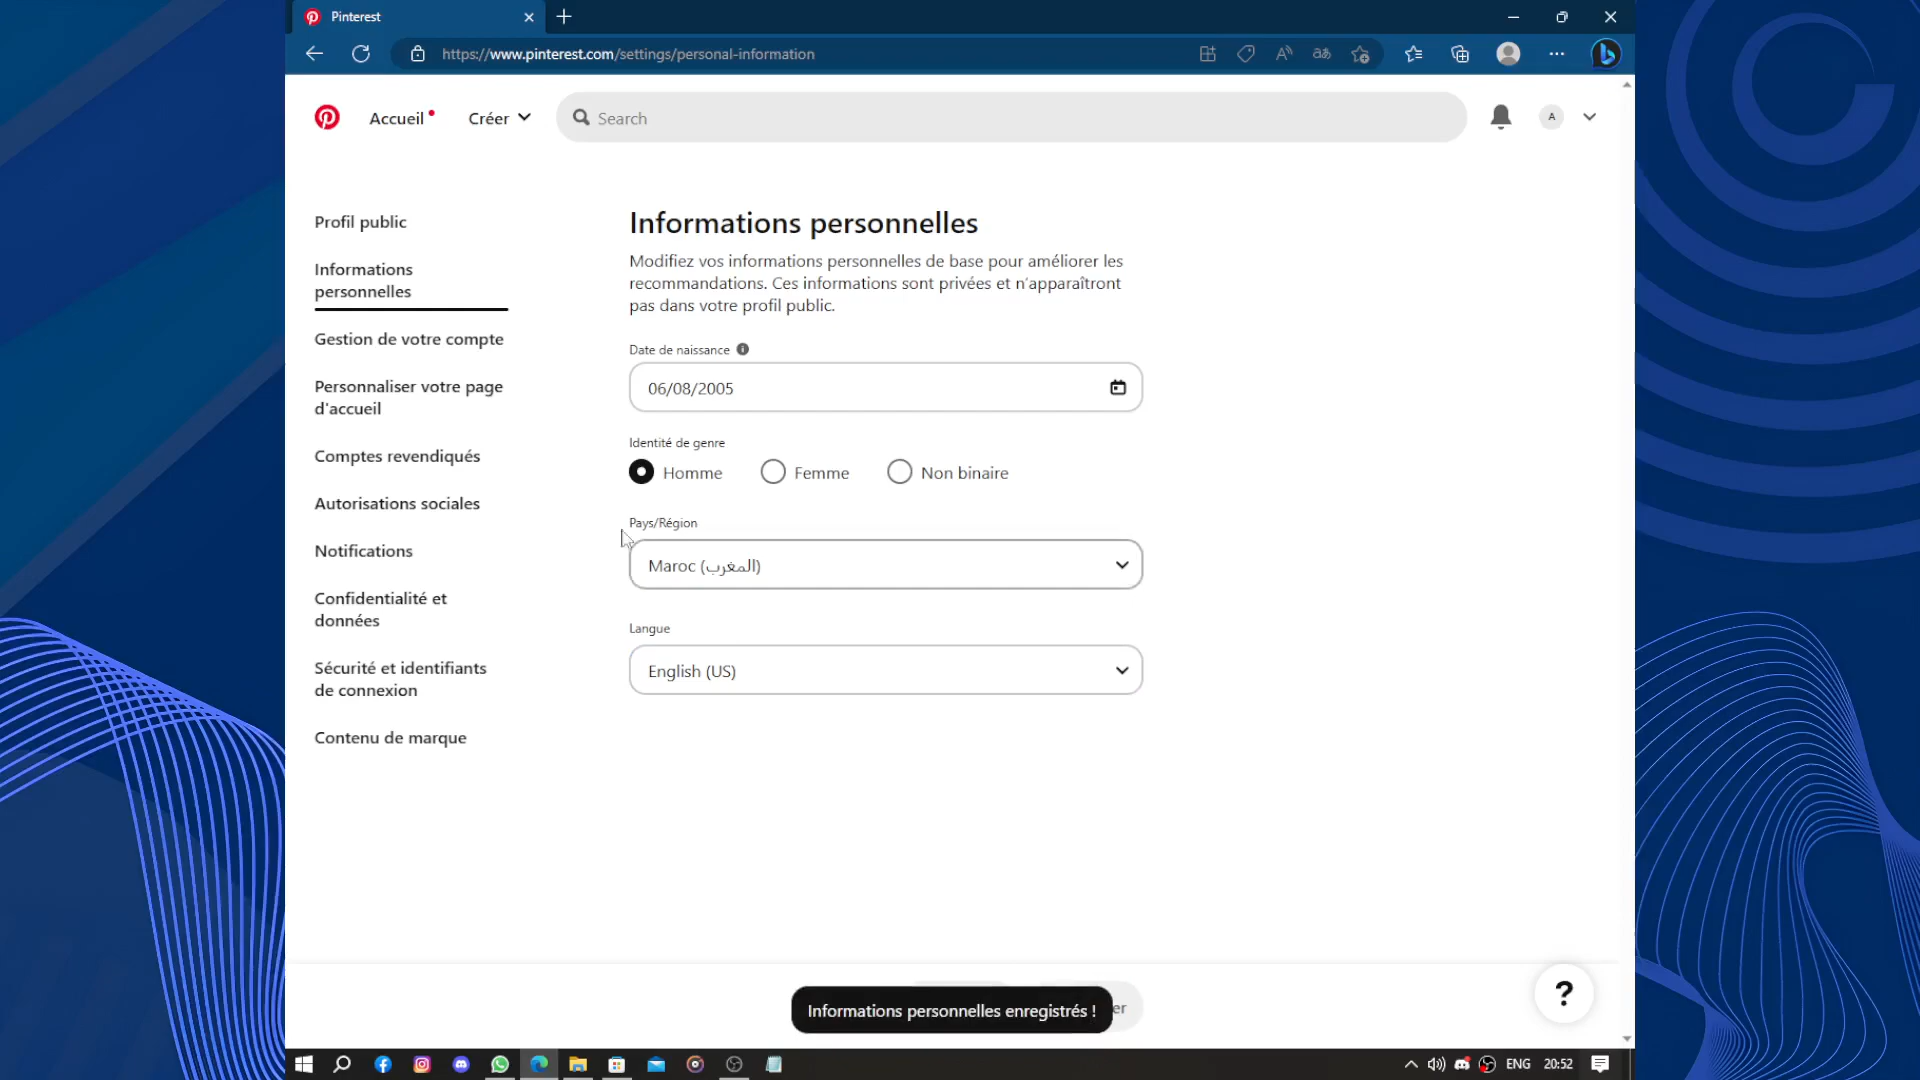 Pinterest
https://www.pinterest.com/settings/personal-information
Accueil
Créer
Search
A
Profil public
Informations
personnelles
Gestion de votre compte
Personnaliser votre page
d'accueil
Comptes revendiqués
Autorisations sociales
Notifications
Confidentialité et
données
Sécurité et identifiants
de connexion
Contenu de marque
Informations personnelles
Modifiez vos informations personnelles de base pour améliorer les
recommandations. Ces informations sont privées et n’apparaîtront
pas dans votre profil public.
Date de naissance
06/08/2005
Identité de genre
Homme
Femme
Non binaire
Pays/Région
Maroc (المغرب)
Langue
English (US)
Informations personnelles enregistrés !
er
?
ENG
20:52